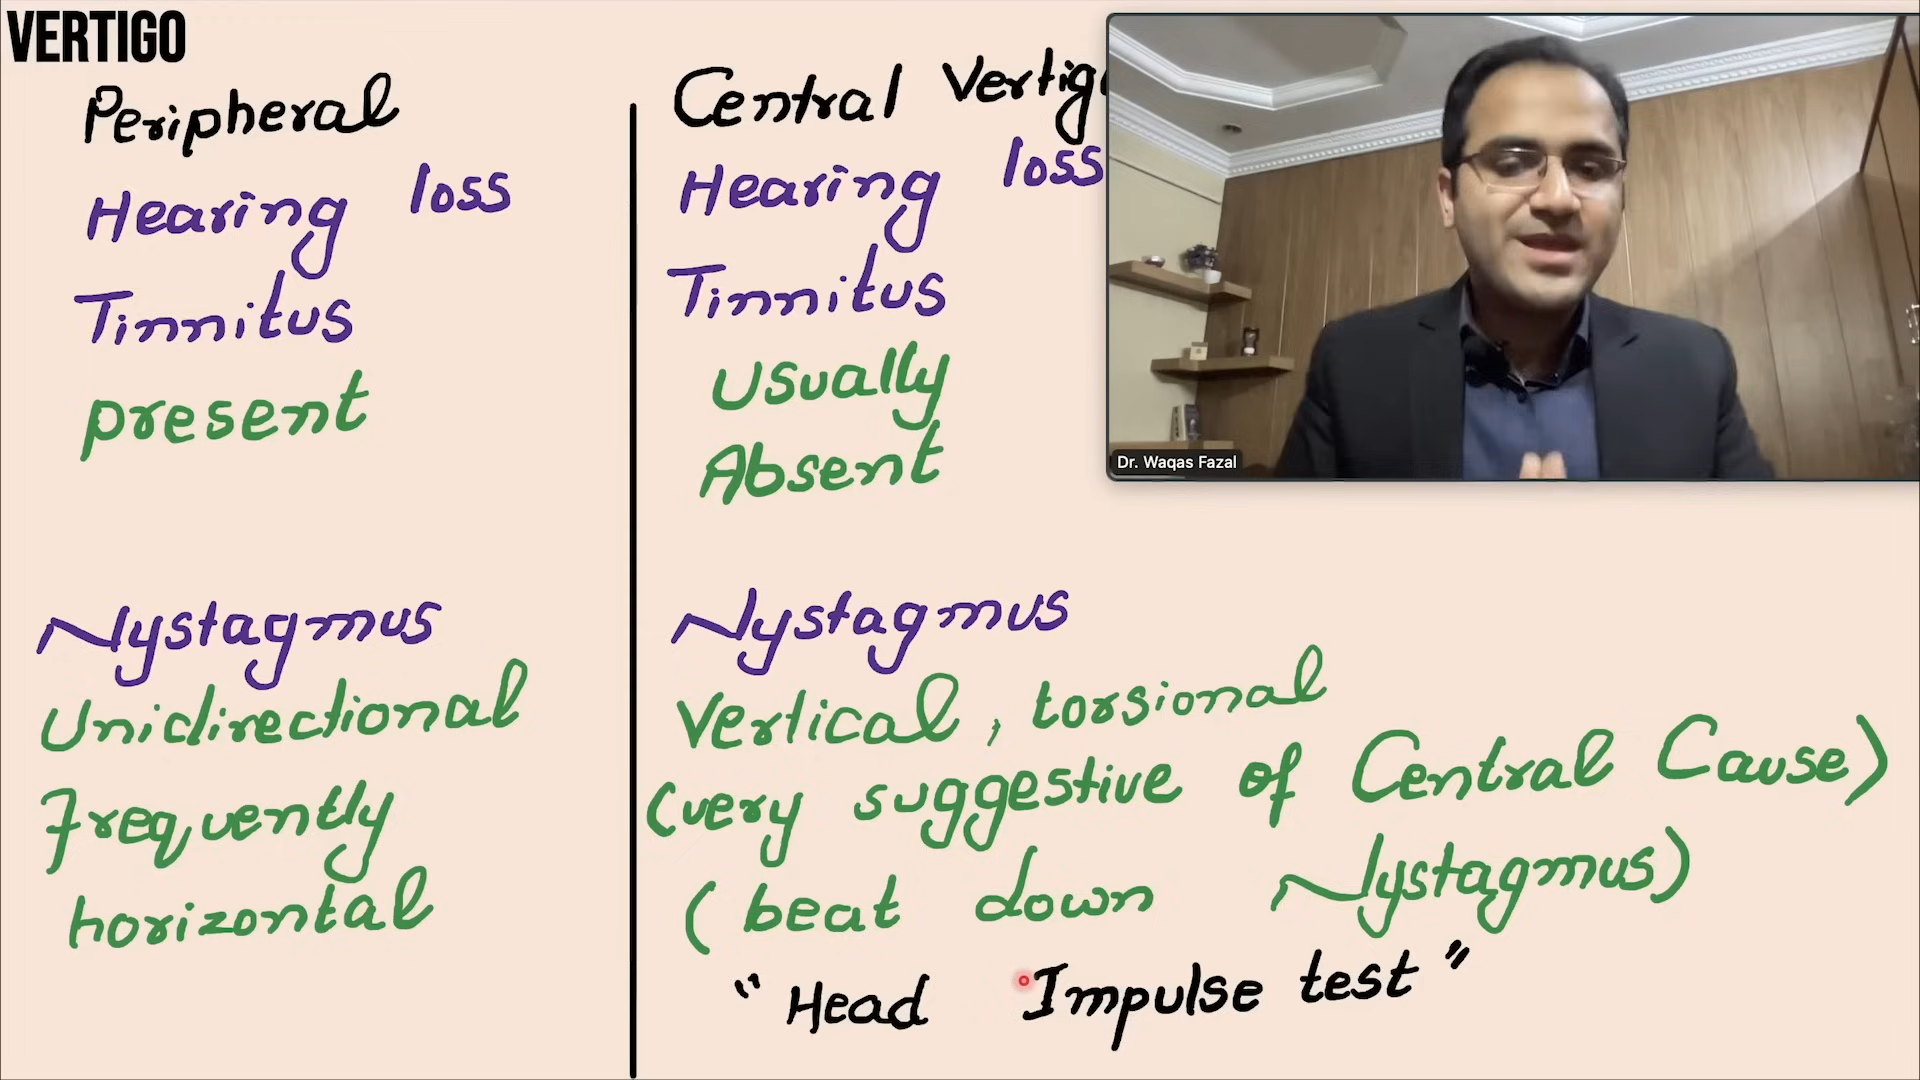 VERTIGO
Peripheral
Hearing loss
Tinnitus
present
Nystagmus
Unidirectional
Frequently
horizontal
Central Vertigo
Hearing loss
Tinnitus
Usually
Absent
Nystagmus
Vertical, torsional
(very suggestive of Central Cause)
(beat down Nystagmus)
"Head Impulse test"
Dr. Waqas Fazal